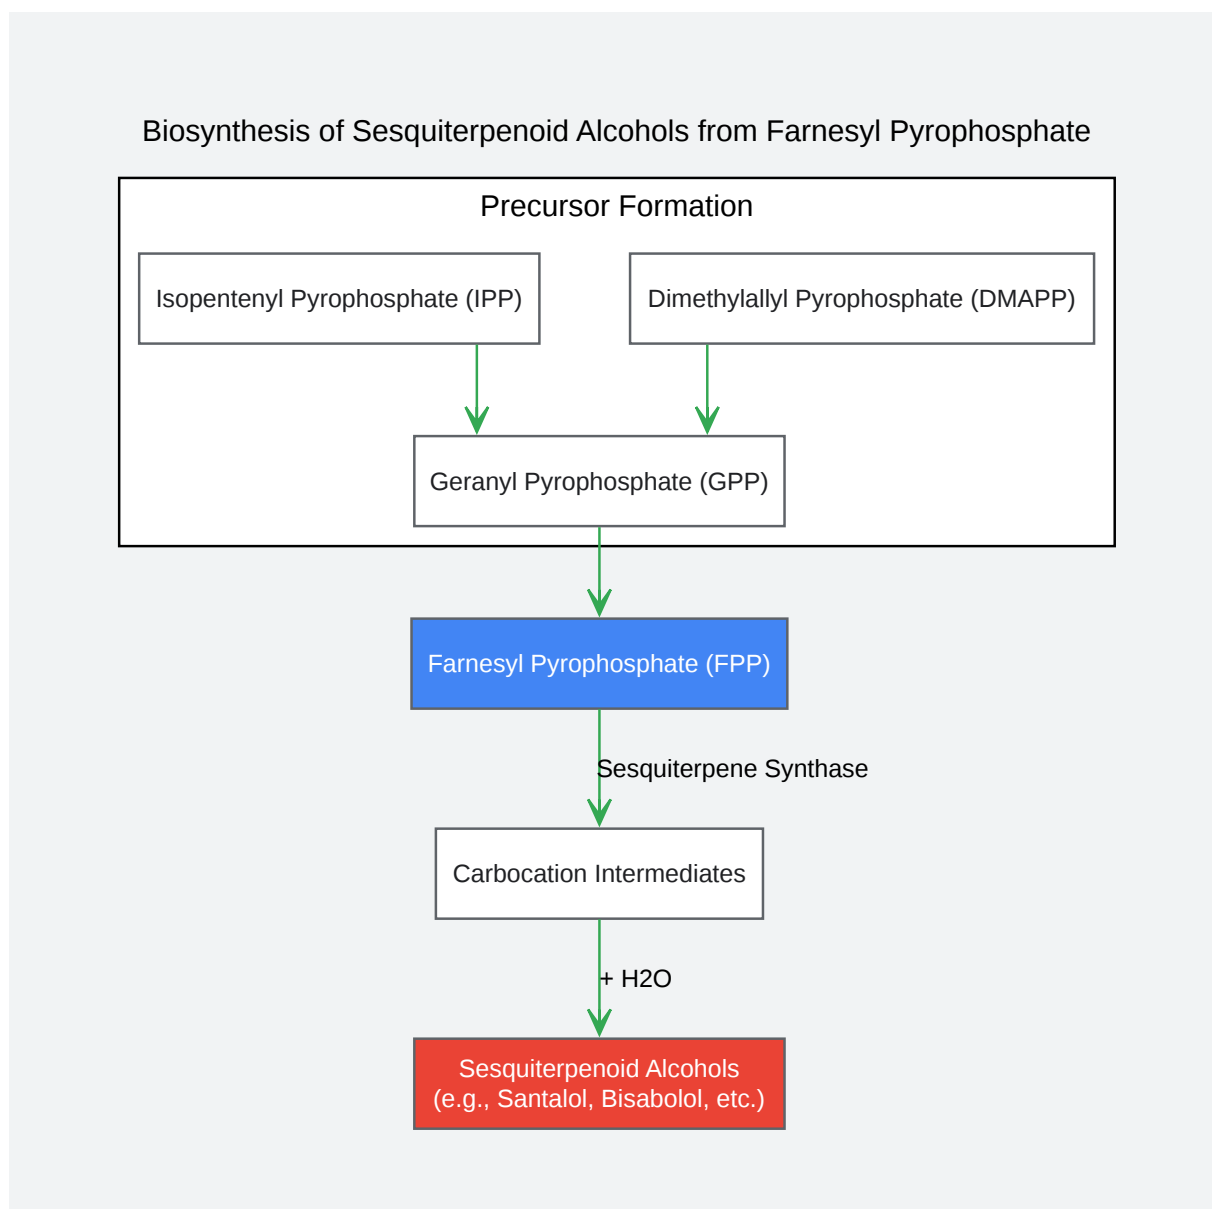 Biosynthesis of Sesquiterpenoid Alcohols from Farnesyl Pyrophosphate
Precursor Formation
Isopentenyl Pyrophosphate (IPP)
Dimethylallyl Pyrophosphate (DMAPP)
Geranyl Pyrophosphate (GPP)
Farnesyl Pyrophosphate (FPP)
Sesquiterpene Synthase
Carbocation Intermediates
+ H2O
Sesquiterpenoid Alcohols
(e.g., Santalol, Bisabolol, etc.)